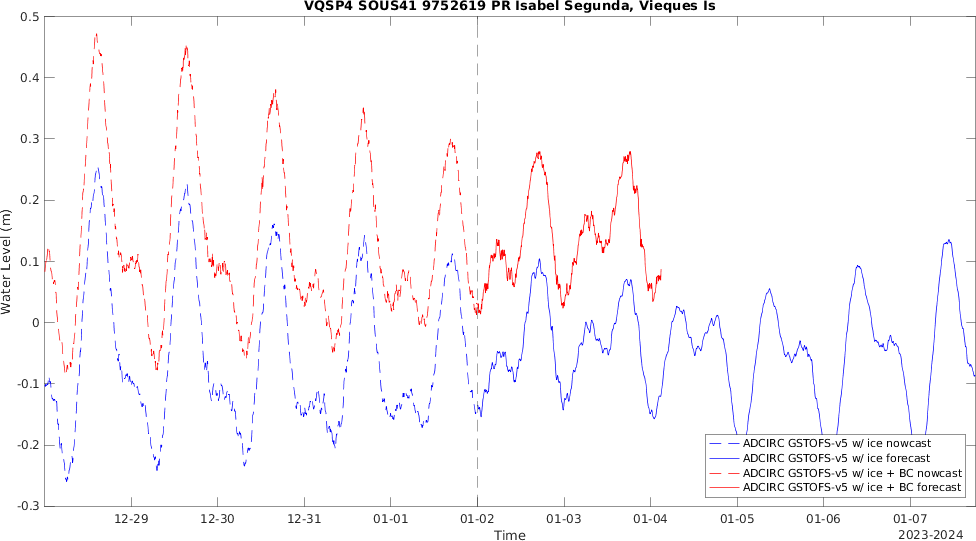 VQSP4 SOUS41 9752619 PR Isabel Segunda, Vieques Is
0.5
0.4
0.3
0.2
0.1
0
-0.1
-0.2
-0.3
Water Level (m)
12-29
12-30
12-31
01-01
01-02
01-03
01-04
01-05
01-06
01-07
Time
2023-2024
ADCIRC GSTOFS-v5 w/ ice nowcast
ADCIRC GSTOFS-v5 w/ ice forecast
ADCIRC GSTOFS-v5 w/ ice + BC nowcast
ADCIRC GSTOFS-v5 w/ ice + BC forecast